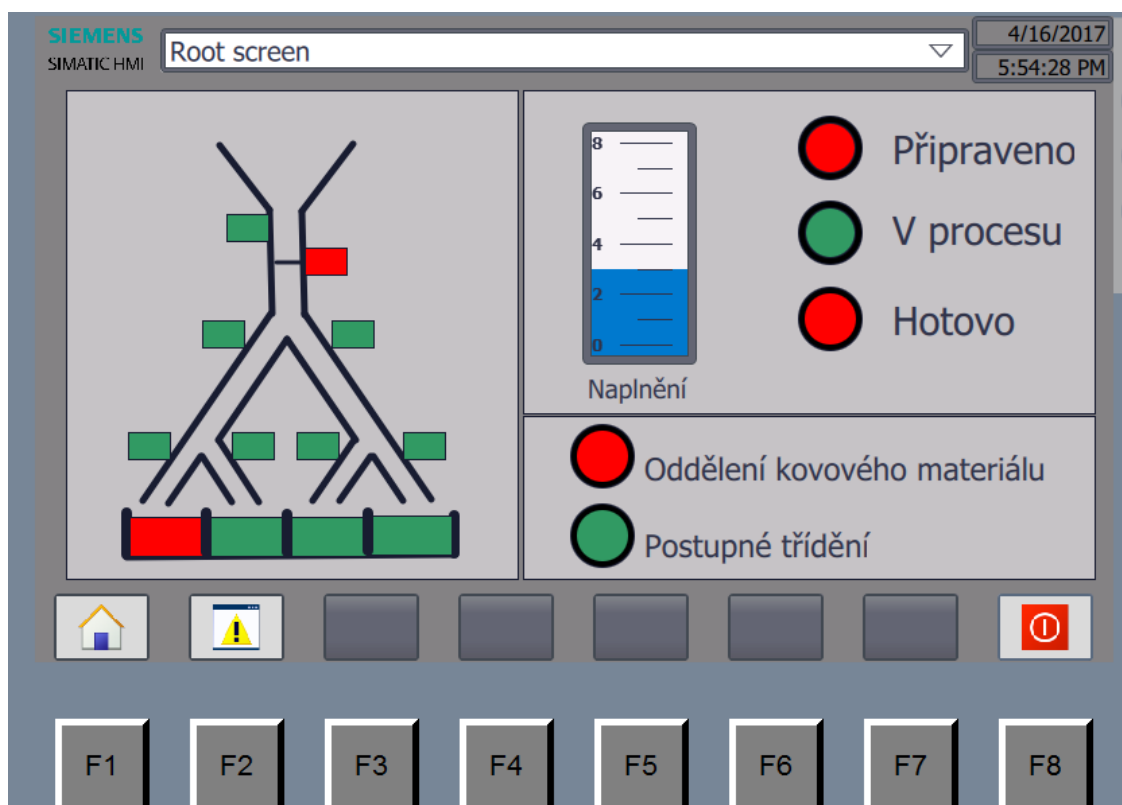 SIEMENS
SIMATIC HMI
Root screen
4/16/2017
5:54:28 PM
8
6
4
2
0
Naplnění
Připraveno
V procesu
Hotovo
Oddělení kovového materiálu
Postupné třídění
F1 F2 F3 F4 F5 F6 F7 F8